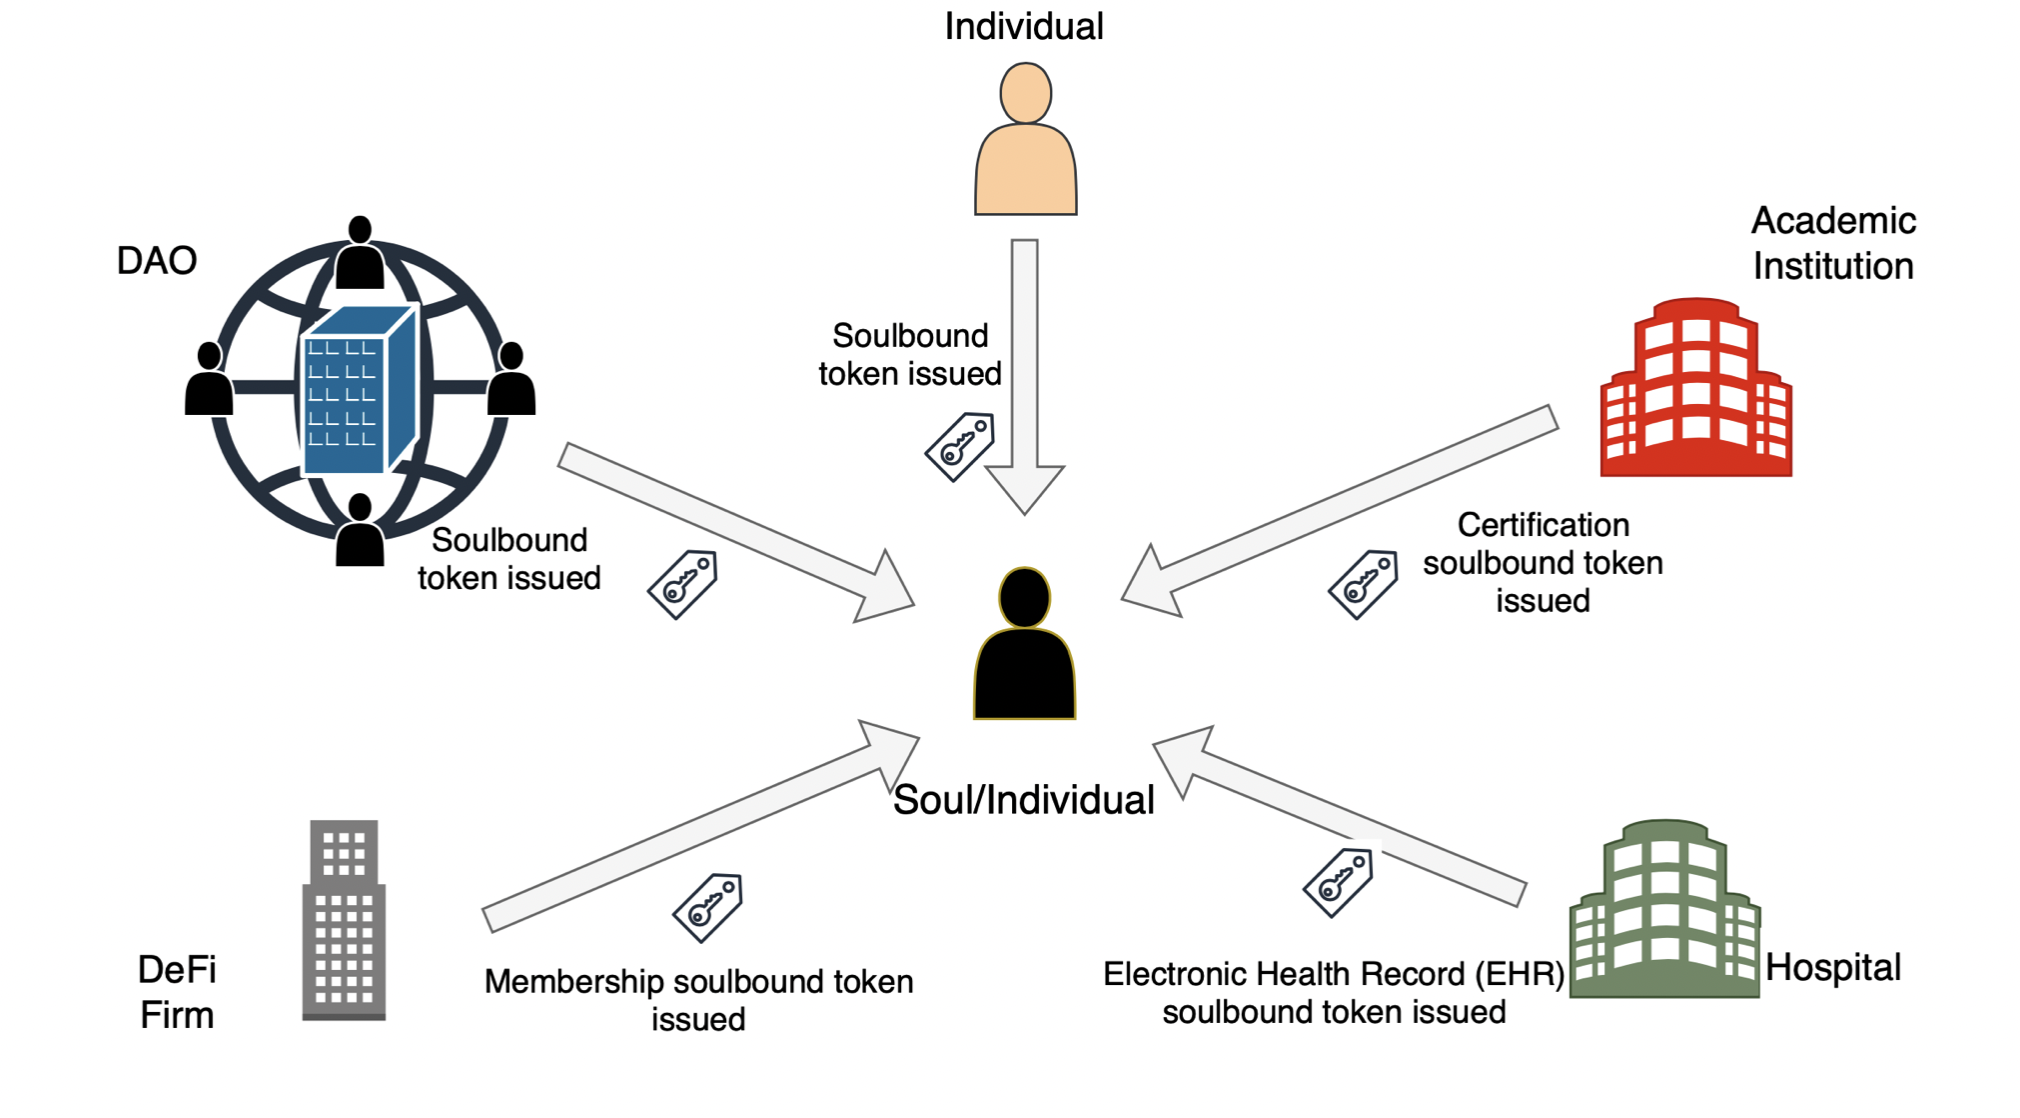 Individual
DAO
Academic
Institution
Soulbound
token issued
Soulbound
token issued
Certification
soulbound token
issued
Soul/Individual
DeFi
Firm
Membership soulbound token
issued
Electronic Health Record (EHR)
soulbound token issued
Hospital